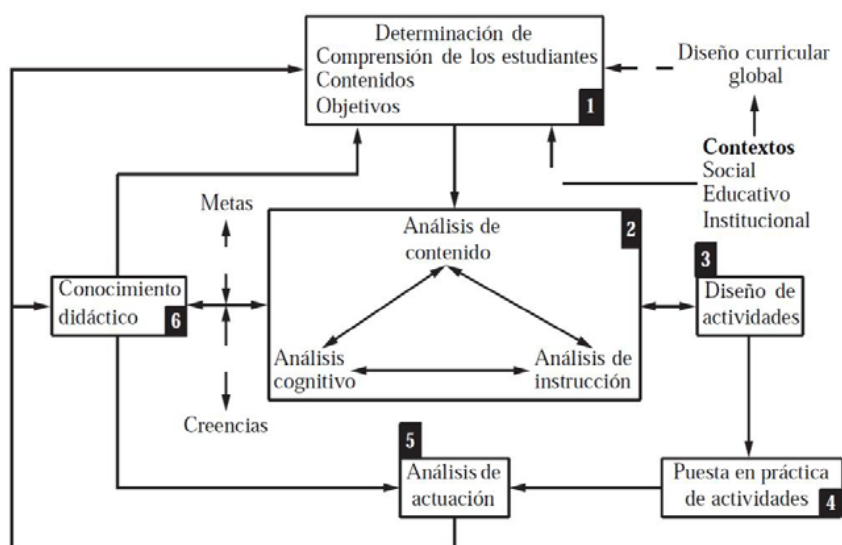 Determinación de
Comprensión de los estudiantes
Contenidos
Objetivos
1
Diseño curricular
global
Contextos
Social
Educativo
Institucional
Metas
Análisis de
contenido
2
3
Conocimiento
didáctico
6
Diseño de
actividades
Análisis
cognitivo
Análisis de
instrucción
Creencias
5
Análisis de
actuación
Puesta en práctica
de actividades
4